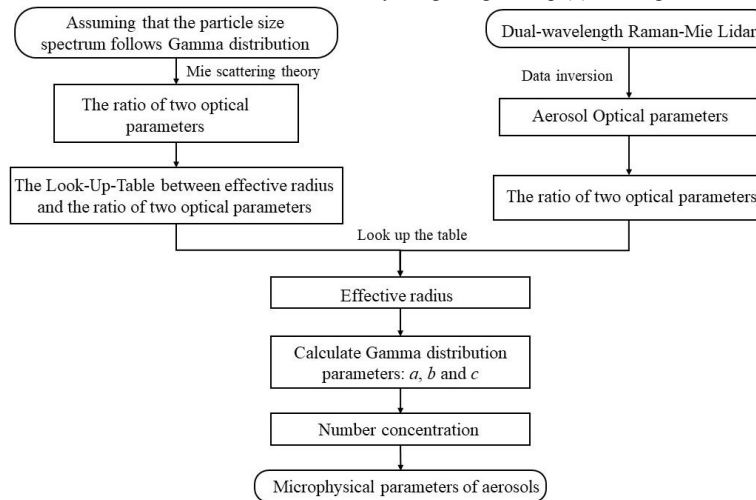 Assuming that the particle size
spectrum follows Gamma distribution
Mie scattering theory
The ratio of two optical
parameters
The Look-Up-Table between effective radius
and the ratio of two optical parameters
Dual-wavelength Raman-Mie Lidar
Data inversion
Aerosol Optical parameters
The ratio of two optical parameters
Look up the table
Effective radius
Calculate Gamma distribution
parameters: a, b and c
Number concentration
Microphysical parameters of aerosols